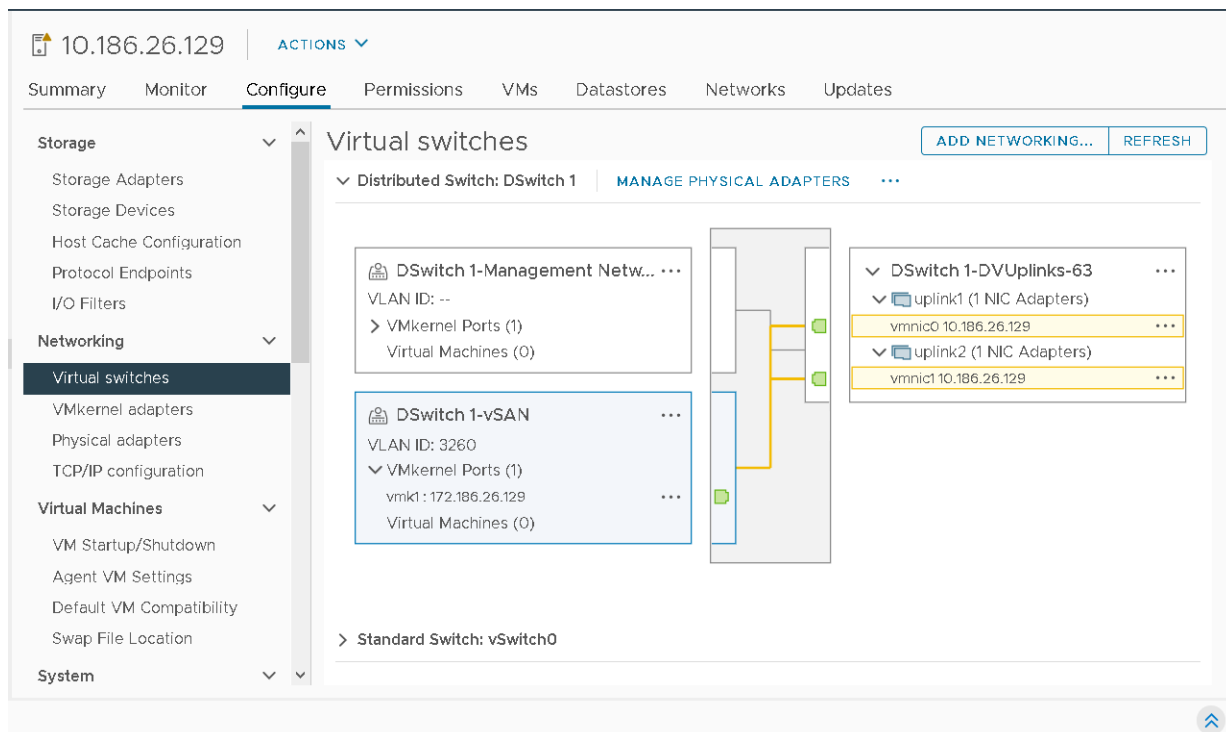 10.186.26.129 ACTIONS
Summary Monitor Configure Permissions VMs Datastores Networks Updates
Storage
Storage Adapters
Storage Devices
Host Cache Configuration
Protocol Endpoints
I/O Filters
Networking
Virtual switches
VMkernel adapters
Physical adapters
TCP/IP configuration
Virtual Machines
VM Startup/Shutdown
Agent VM Settings
Default VM Compatibility
Swap File Location
System
Virtual switches
ADD NETWORKING... REFRESH
Distributed Switch: DSwitch 1 MANAGE PHYSICAL ADAPTERS ...
DSwitch 1-Management Netw... ...
VLAN ID: --
VMkernel Ports (1)
Virtual Machines (0)
DSwitch 1-vSAN ...
VLAN ID: 3260
VMkernel Ports (1)
vmk1 : 172.186.26.129 ...
Virtual Machines (0)
DSwitch 1-DVUplinks-63 ...
uplink1 (1 NIC Adapters)
vmnic0 10.186.26.129 ...
uplink2 (1 NIC Adapters)
vmnic1 10.186.26.129 ...
Standard Switch: vSwitch0